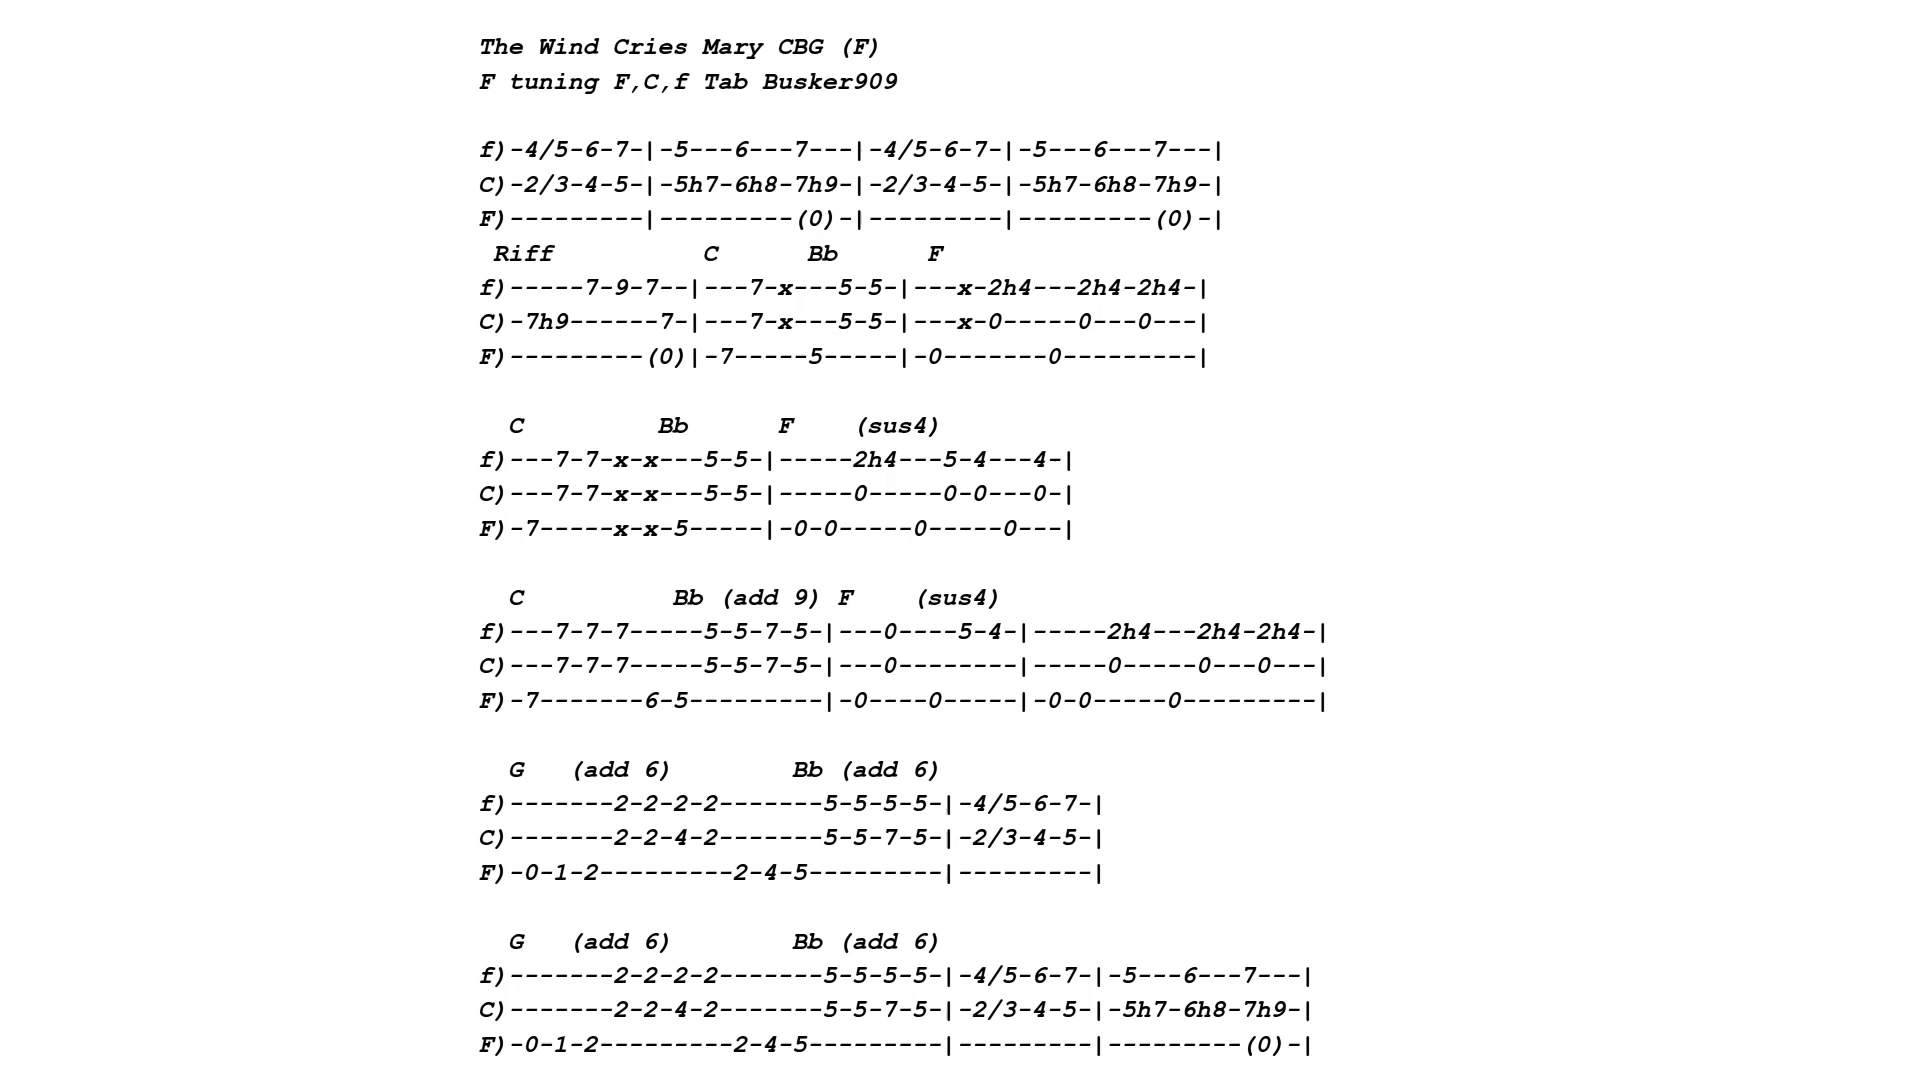 The Wind Cries Mary CBG (F)
F tuning F,C,f Tab Busker909

f)-4/5-6-7-|-5---6---7---|-4/5-6-7-|-5---6---7---|
C)-2/3-4-5-|-5h7-6h8-7h9-|-2/3-4-5-|-5h7-6h8-7h9-|
F)---------|---------(0)-|---------|---------(0)-|
 Riff          C      Bb      F
f)-----7-9-7--|---7-x---5-5-|---x-2h4---2h4-2h4-|
C)-7h9------7-|---7-x---5-5-|---x-0-----0---0---|
F)---------(0)|-7-----5-----|-0-------0---------|

  C         Bb      F    (sus4)
f)---7-7-x-x---5-5-|-----2h4---5-4---4-|
C)---7-7-x-x---5-5-|-----0-----0-0---0-|
F)-7-----x-x-5-----|-0-0-----0-----0---|

  C          Bb (add 9) F    (sus4)
f)---7-7-7-----5-5-7-5-|---0----5-4-|-----2h4---2h4-2h4-|
C)---7-7-7-----5-5-7-5-|---0--------|-----0-----0---0---|
F)-7-------6-5---------|-0----0-----|-0-0-----0---------|

  G   (add 6)        Bb (add 6)
f)-------2-2-2-2-------5-5-5-5-|-4/5-6-7-|
C)-------2-2-4-2-------5-5-7-5-|-2/3-4-5-|
F)-0-1-2---------2-4-5---------|---------|

  G   (add 6)        Bb (add 6)
f)-------2-2-2-2-------5-5-5-5-|-4/5-6-7-|-5---6---7---|
C)-------2-2-4-2-------5-5-7-5-|-2/3-4-5-|-5h7-6h8-7h9-|
F)-0-1-2---------2-4-5---------|---------|---------(0)-|